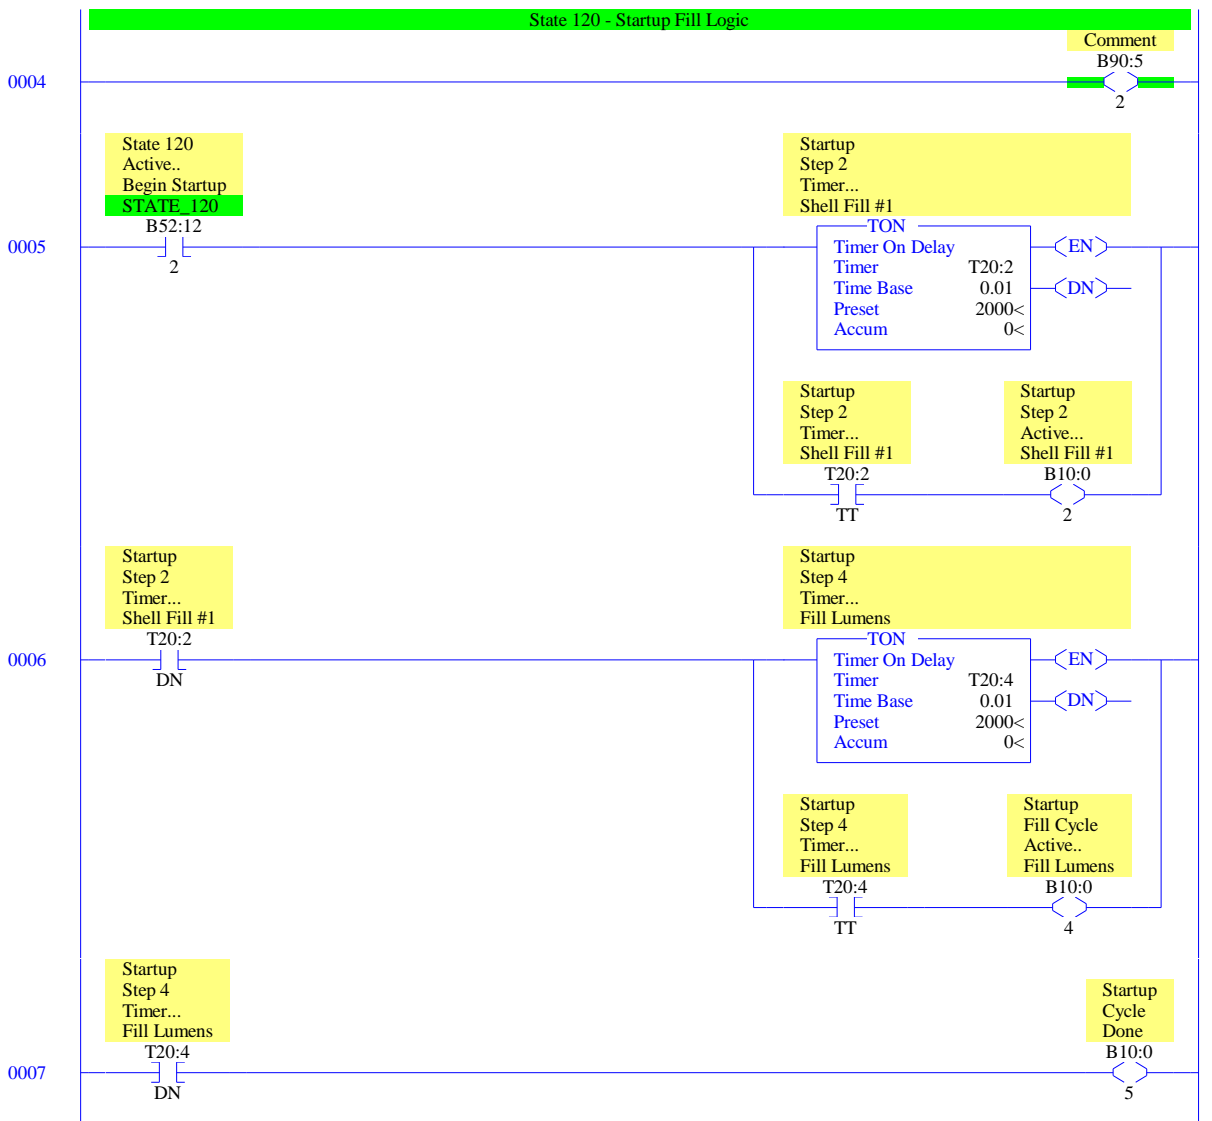 State 120 - Startup Fill Logic
Comment
B90:5
0004
2
State 120
Active..
Begin Startup
STATE_120
B52:12
0005
2
Startup
Step 2
Timer...
Shell Fill #1
TON
Timer On Delay
Timer T20:2
Time Base 0.01
Preset 2000<
Accum 0<
EN
DN
Startup
Step 2
Timer...
Shell Fill #1
T20:2
TT
Startup
Step 2
Active...
Shell Fill #1
B10:0
2
Startup
Step 2
Timer...
Shell Fill #1
T20:2
0006
DN
Startup
Step 4
Timer...
Fill Lumens
TON
Timer On Delay
Timer T20:4
Time Base 0.01
Preset 2000<
Accum 0<
EN
DN
Startup
Step 4
Timer...
Fill Lumens
T20:4
TT
Startup
Fill Cycle
Active..
Fill Lumens
B10:0
4
Startup
Step 4
Timer...
Fill Lumens
T20:4
0007
DN
Startup
Cycle
Done
B10:0
5